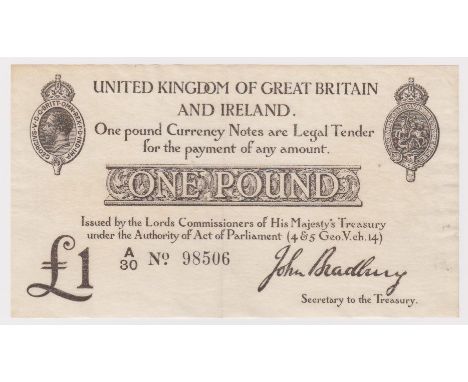 UNITED KINGDOM OF GREAT BRITAIN
AND IRELAND.
One pound Currency Notes are Legal Tender
for the payment of any amount.
ONE POUND
Issued by the Lords Commissioners of His Majesty's Treasury
under the Authority of Act of Parliament (4 & 5 Geo.V. ch.14)
£1 A/30 No. 98506
John Bradbury
Secretary to the Treasury.